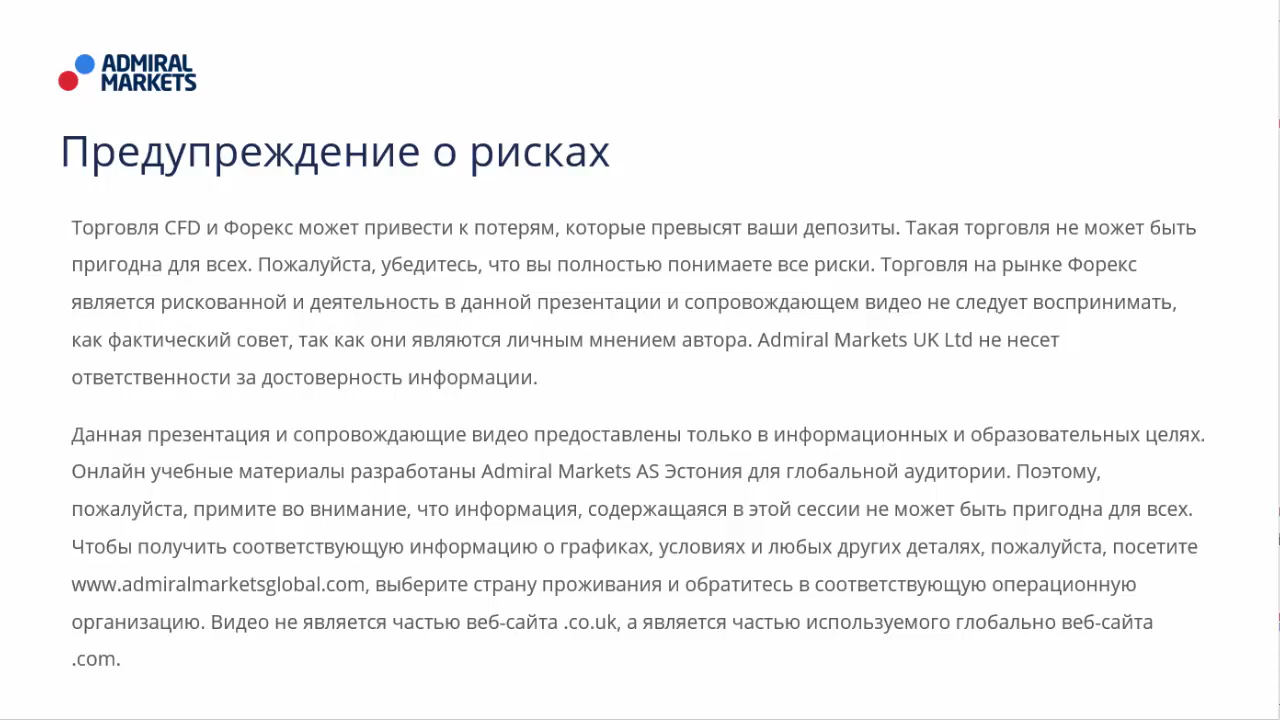 ADMIRAL
MARKETS
Предупреждение о рисках
Торговля CFD и Форекс может привести к потерям, которые превысят ваши депозиты. Такая торговля не может быть
пригодна для всех. Пожалуйста, убедитесь, что вы полностью понимаете все риски. Торговля на рынке Форекс
является рискованной и деятельность в данной презентации и сопровождающем видео не следует воспринимать,
как фактический совет, так как они являются личным мнением автора. Admiral Markets UK Ltd не несет
ответственности за достоверность информации.
Данная презентация и сопровождающие видео предоставлены только в информационных и образовательных целях.
Онлайн учебные материалы разработаны Admiral Markets AS Эстония для глобальной аудитории. Поэтому,
пожалуйста, примите во внимание, что информация, содержащаяся в этой сессии не может быть пригодна для всех.
Чтобы получить соответствующую информацию о графиках, условиях и любых других деталях, пожалуйста, посетите
www.admiralmarketsglobal.com, выберите страну проживания и обратитесь в соответствующую операционную
организацию. Видео не является частью веб-сайта .co.uk, а является частью используемого глобально веб-сайта
.com.